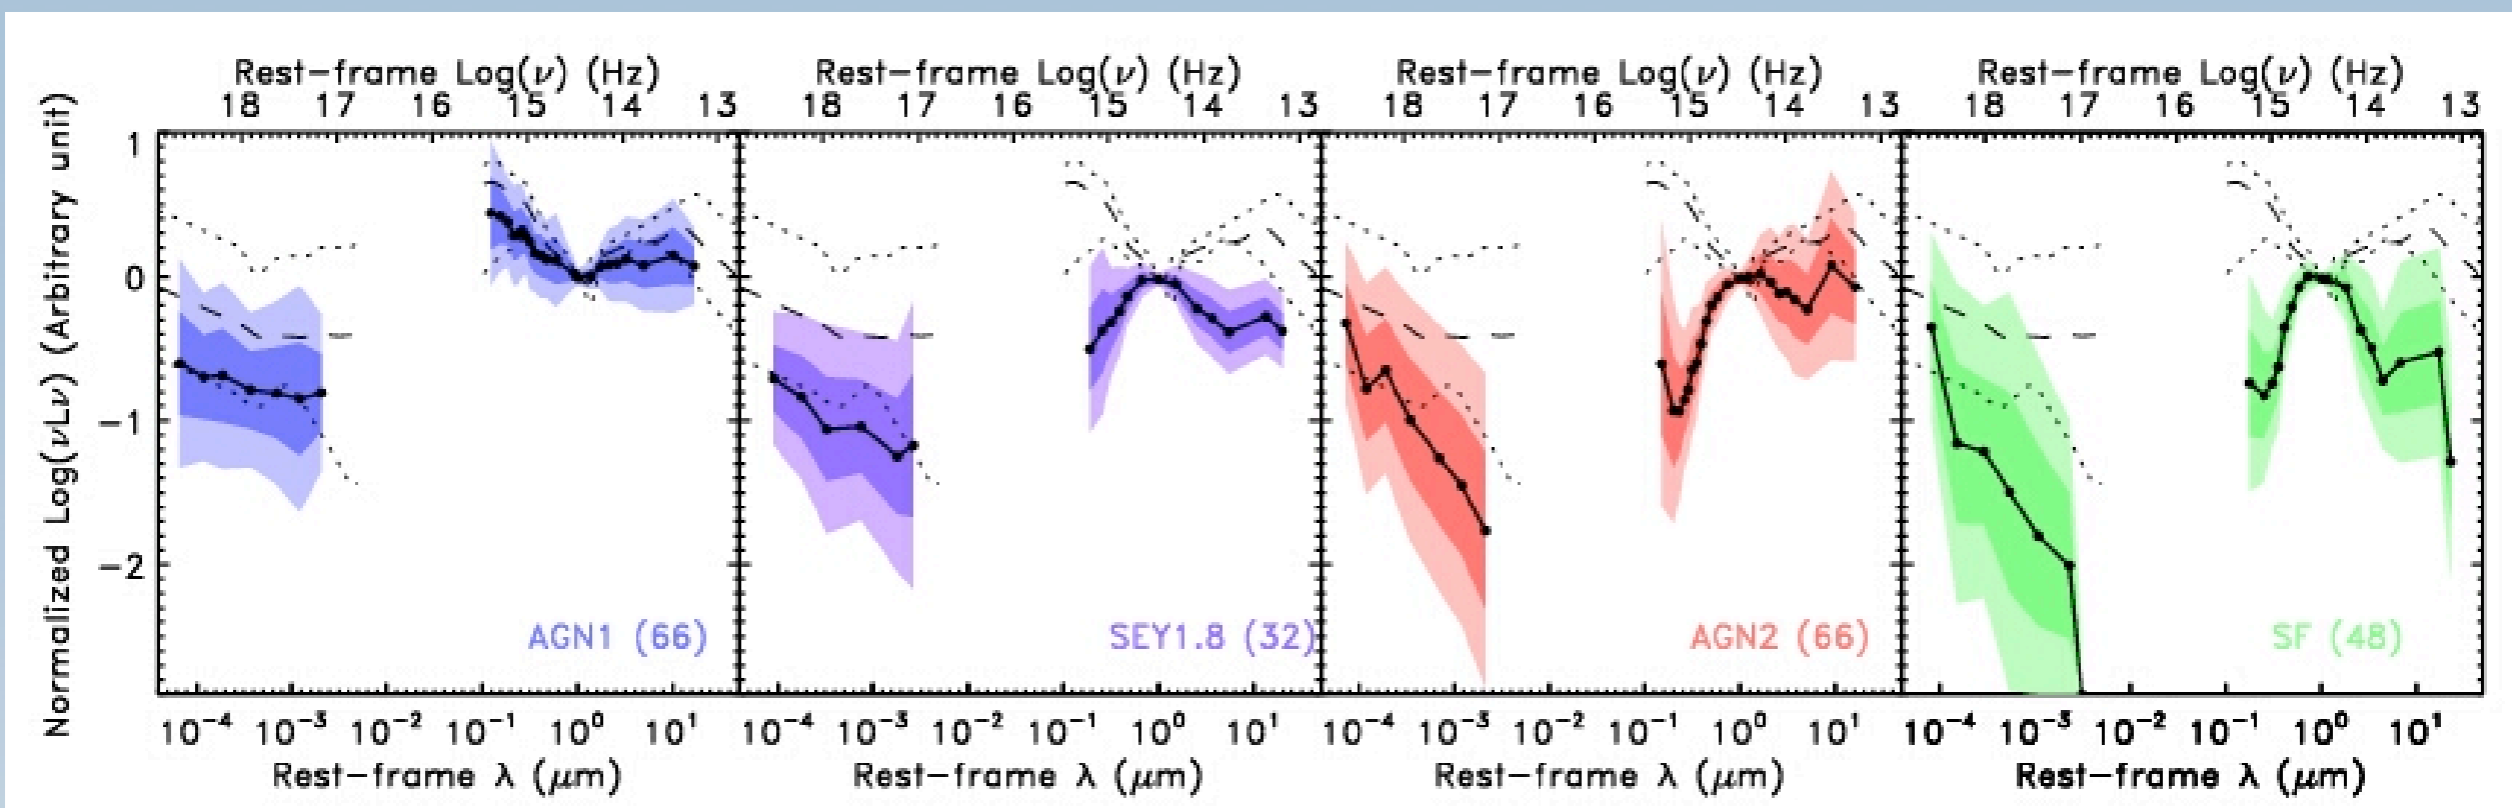 Rest-frame Log(ν) (Hz) Rest-frame Log(ν) (Hz) Rest-frame Log(ν) (Hz) Rest-frame Log(ν) (Hz)
18 17 16 15 14 13 18 17 16 15 14 13 18 17 16 15 14 13 18 17 16 15 14 13
Normalized Log(νLν) (Arbitrary unit)
1
0
-1
-2
AGN1 (66) SEY1.8 (32) AGN2 (66) SF (48)
10⁻⁴ 10⁻³ 10⁻² 10⁻¹ 10⁰ 10¹ 10⁻⁴ 10⁻³ 10⁻² 10⁻¹ 10⁰ 10¹ 10⁻⁴ 10⁻³ 10⁻² 10⁻¹ 10⁰ 10¹ 10⁻⁴ 10⁻³ 10⁻² 10⁻¹ 10⁰ 10¹
Rest-frame λ (μm) Rest-frame λ (μm) Rest-frame λ (μm) Rest-frame λ (μm)